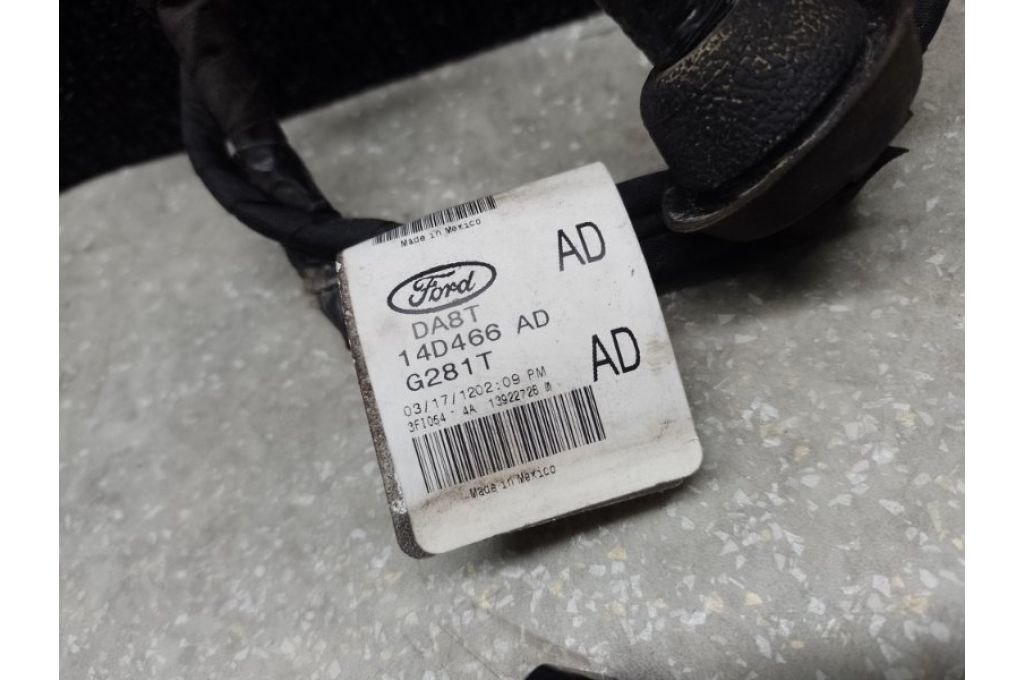 Made in Mexico
Ford
AD
DA8T
14D466 AD
G281T
AD
03/17/1202:09 PM
3FI054 - 4A 13922726 M
Made in Mexico